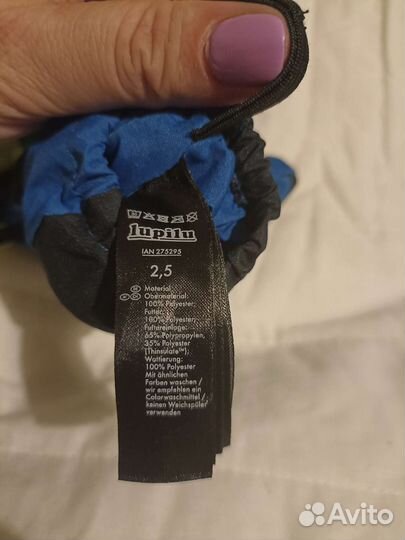 lupilu
IAN 275295
2,5
Material:
Obermaterial:
100% Polyester;
Futter:
100% Polyester;
Futtereinlage:
65% Polypropylen,
35% Polyester
(Thinsulate™);
Wattierung:
100% Polyester
Mit ähnlichen
Farben waschen /
wir empfehlen ein
Colorwaschmittel /
keinen Weichspüler
verwenden
Avito